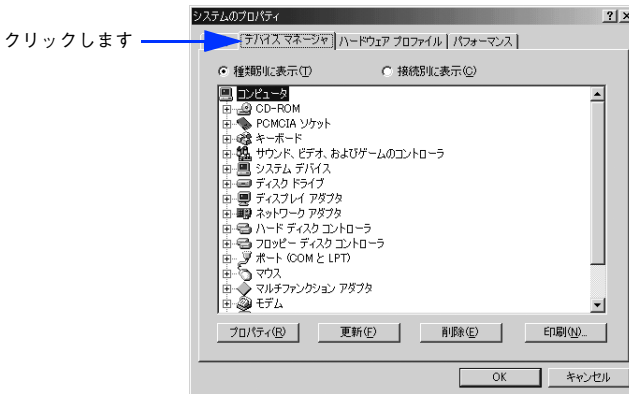 システムのプロパティ
クリックします
デバイス マネージャ ハードウェア プロファイル パフォーマンス
種類別に表示(T) 接続別に表示(C)
コンピュータ
CD-ROM
PCMCIA ソケット
キーボード
サウンド、ビデオ、およびゲームのコントローラ
システム デバイス
ディスク ドライブ
ディスプレイ アダプタ
ネットワーク アダプタ
ハード ディスク コントローラ
フロッピー ディスク コントローラ
ポート (COM と LPT)
マウス
マルチファンクション アダプタ
モデム
プロパティ(R) 更新(F) 削除(E) 印刷(N)...
OK キャンセル